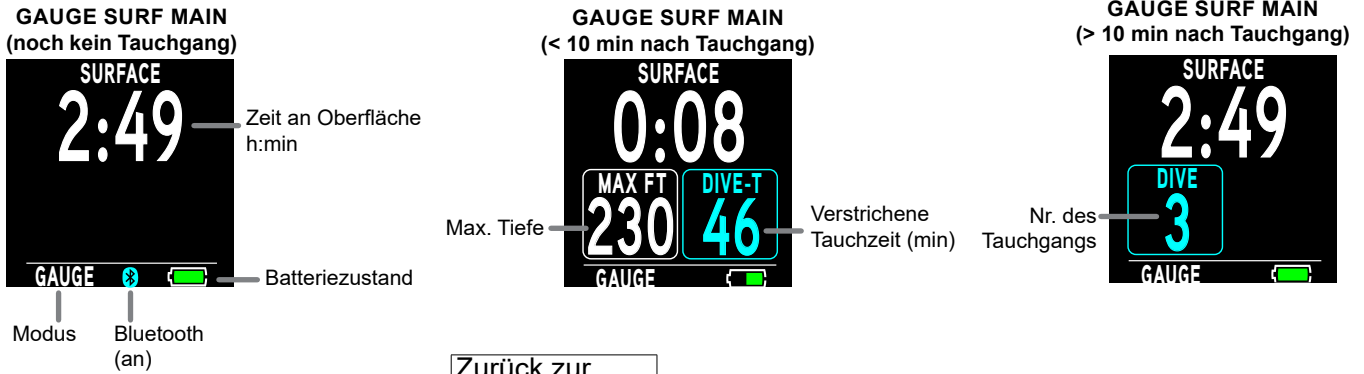 GAUGE SURF MAIN
(noch kein Tauchgang)
SURFACE
2:49
Zeit an Oberfläche
h:min
GAUGE
Batteriezustand
Modus
Bluetooth
(an)
GAUGE SURF MAIN
(< 10 min nach Tauchgang)
SURFACE
0:08
MAX FT
230
DIVE-T
46
Max. Tiefe
Verstrichene
Tauchzeit (min)
GAUGE
GAUGE SURF MAIN
(> 10 min nach Tauchgang)
SURFACE
2:49
DIVE
3
Nr. des
Tauchgangs
GAUGE
Zurück zur